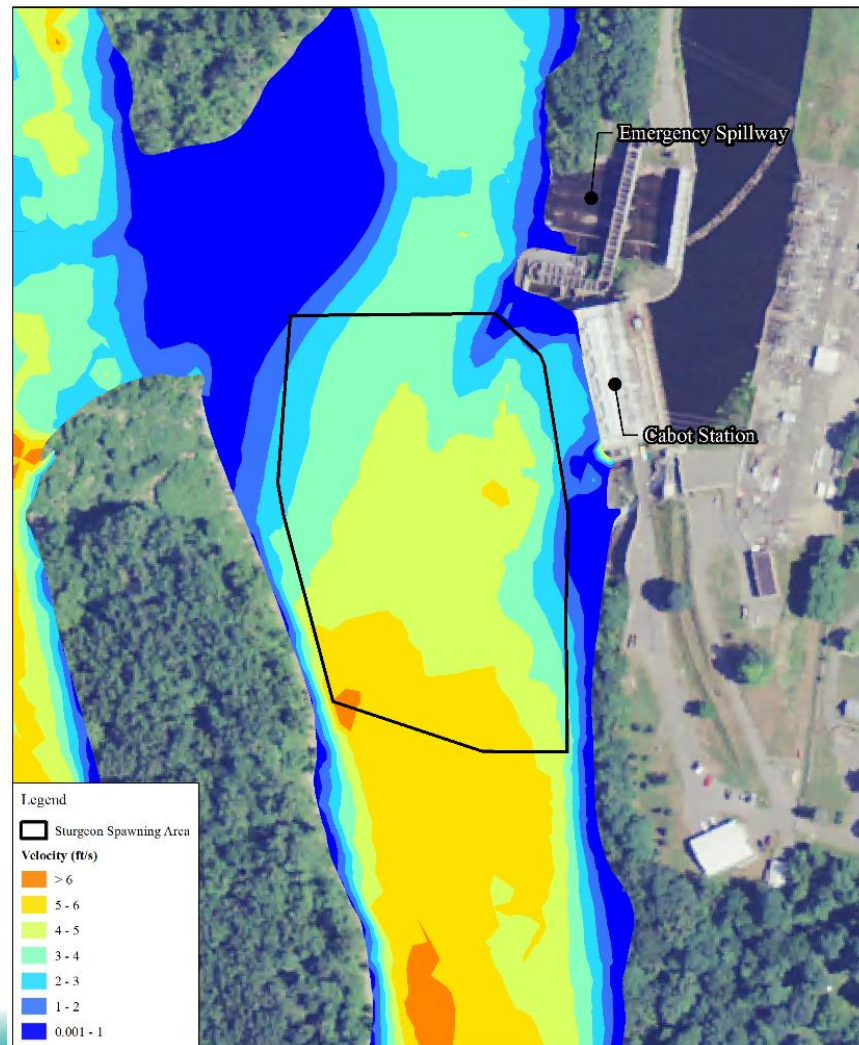 Emergency Spillway
Cabot Station
Legend
Sturgeon Spawning Area
Velocity (ft/s)
> 6
5 - 6
4 - 5
3 - 4
2 - 3
1 - 2
0.001 - 1